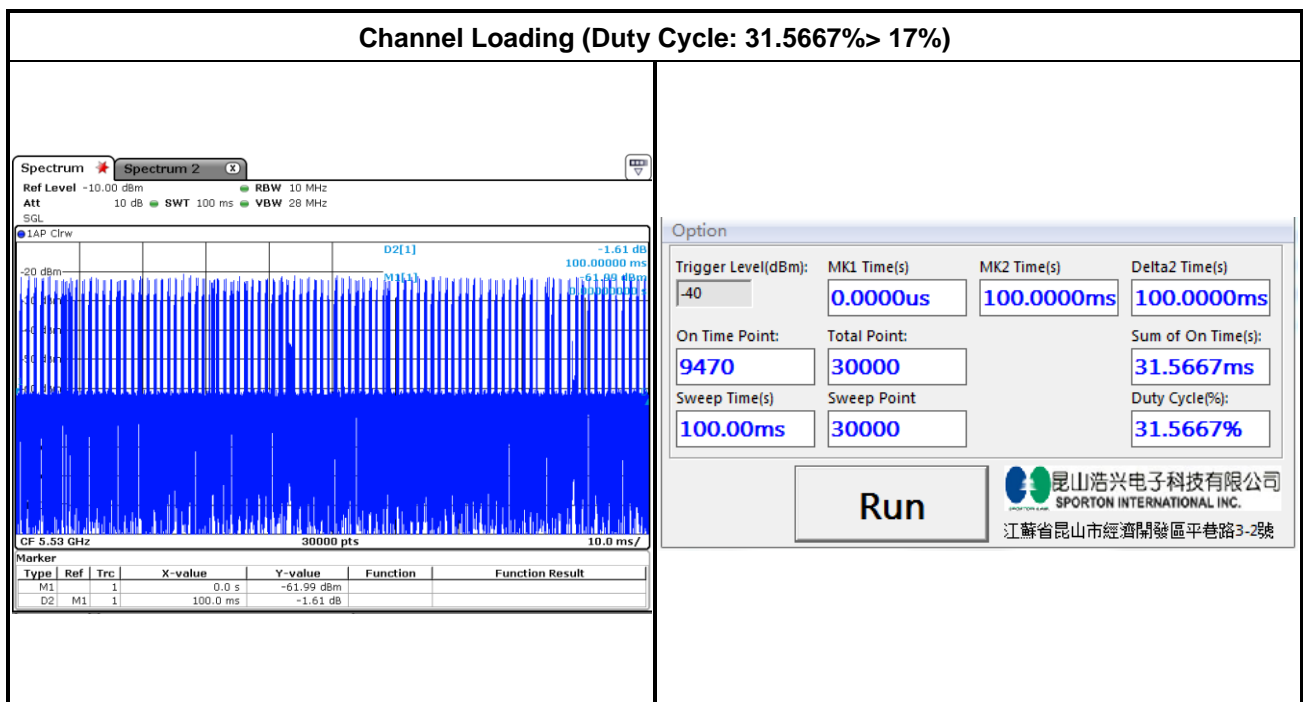 Channel Loading (Duty Cycle: 31.5667%> 17%)
Spectrum Spectrum 2 X
Ref Level -10.00 dBm RBW 10 MHz
Att 10 dB SWT 100 ms VBW 28 MHz
SGL
1AP Clrw
D2[1] -1.61 dB
100.00000 ms
-20 dBm M1[1] -61.99 dBm
CF 5.53 GHz 30000 pts 10.0 ms/
Marker
Type Ref Trc X-value Y-value Function Function Result
M1 1 0.0 s -61.99 dBm
D2 M1 1 100.0 ms -1.61 dB
Option
Trigger Level(dBm): MK1 Time(s) MK2 Time(s) Delta2 Time(s)
-40 0.0000us 100.0000ms 100.0000ms
On Time Point: Total Point: Sum of On Time(s):
9470 30000 31.5667ms
Sweep Time(s) Sweep Point Duty Cycle(%):
100.00ms 30000 31.5667%
Run
昆山浩兴电子科技有限公司
SPORTON INTERNATIONAL INC.
江蘇省昆山市經濟開發區平巷路3-2號